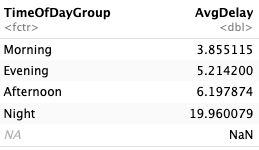 TimeOfDayGroup AvgDelay
<fctr> <dbl>
Morning 3.855115
Evening 5.214200
Afternoon 6.197874
Night 19.960079
NA NaN